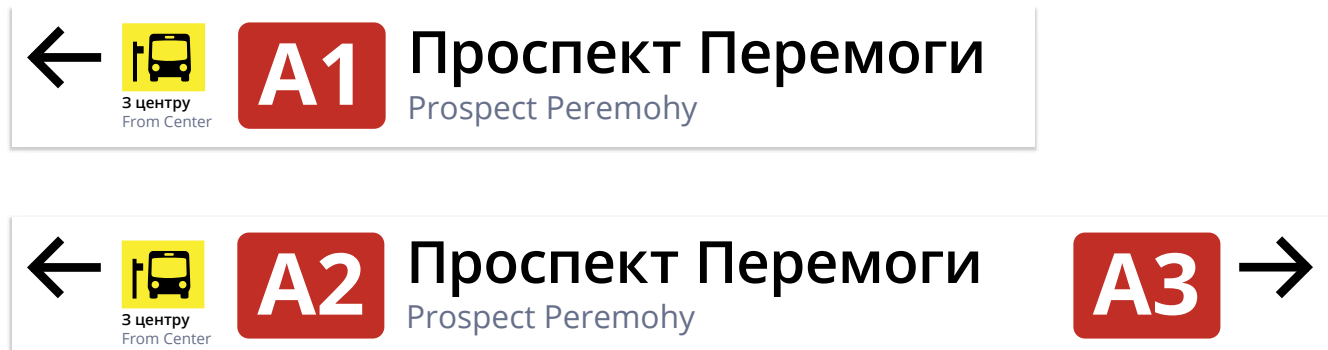 A1
Проспект Перемоги
Prospect Peremohy
З центру
From Center
A2
Проспект Перемоги
A3
Prospect Peremohy
З центру
From Center